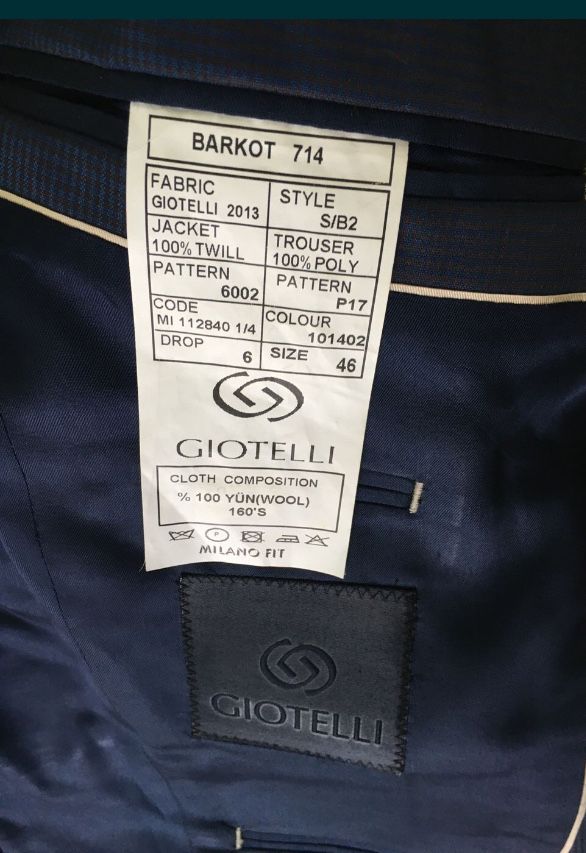 BARKOT 714
FABRIC
GIOTELLI 2013
STYLE
S/B2
JACKET
100% TWILL
TROUSER
100% POLY
PATTERN
6002
PATTERN
P17
CODE
MI 112840 1/4
COLOUR
101402
DROP
6
SIZE
46
GIOTELLI
CLOTH COMPOSITION
% 100 YÜN(WOOL)
160'S
P
MILANO FIT
GIOTELLI